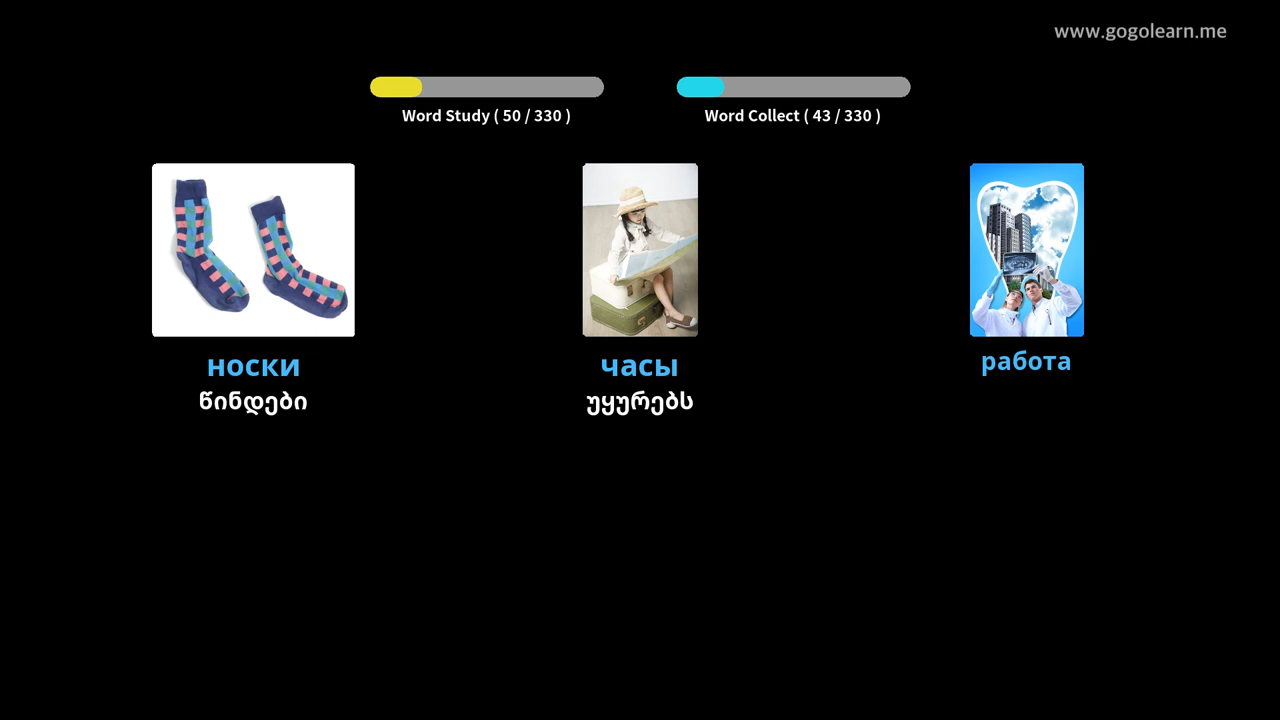 www.gogolearn.me
Word Study ( 50 / 330 )
Word Collect ( 43 / 330 )
носки
წინდები
часы
უყურებს
работа